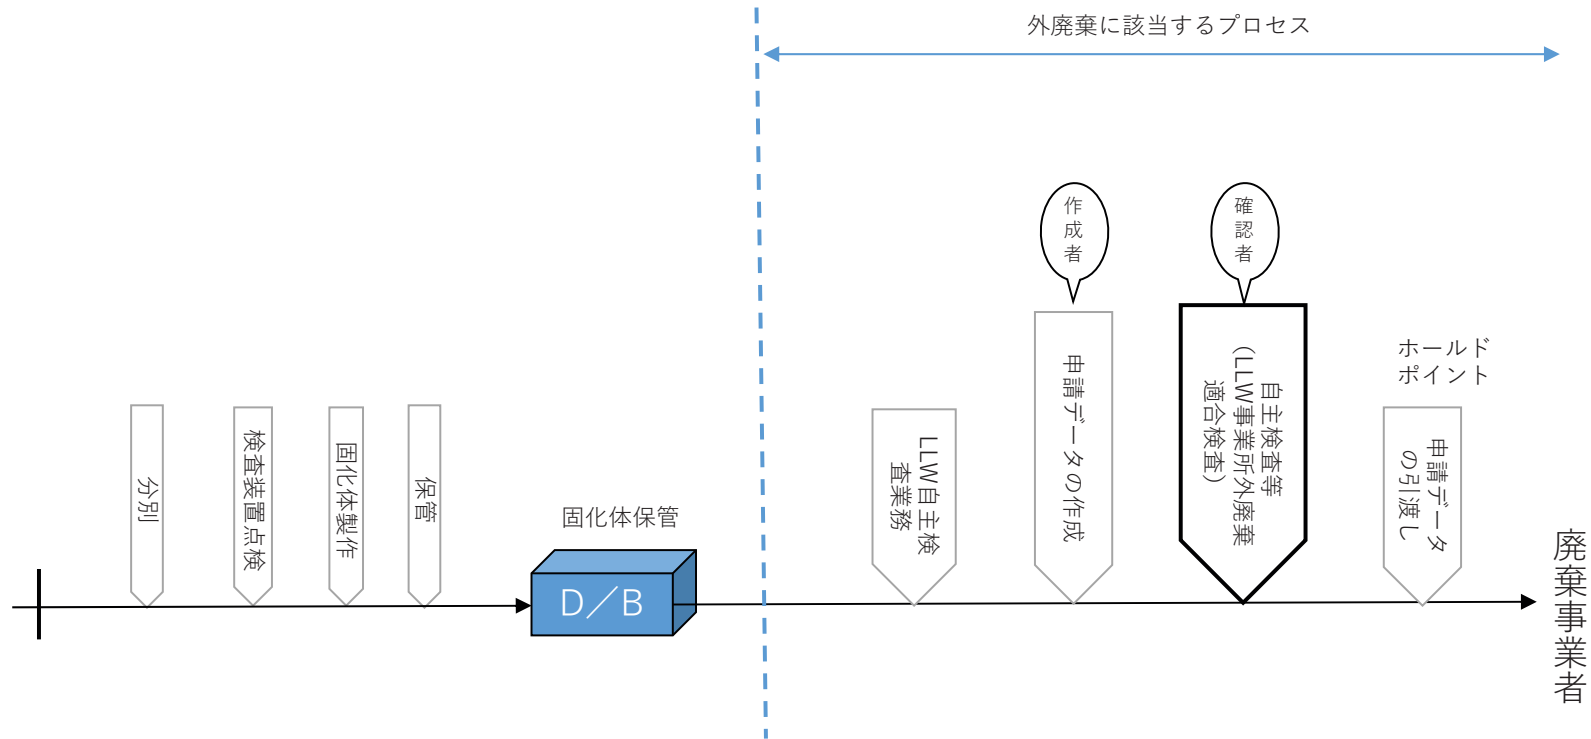 外廃棄に該当するプロセス
作成者
確認者
ホールド
ポイント
分別
検査装置点検
固化体製作
保管
固化体保管
D／B
LLW自主検
査業務
申請データの作成
自主検査等
（LLW事業所外廃棄
適合検査）
申請データ
の引渡し
廃棄事業者